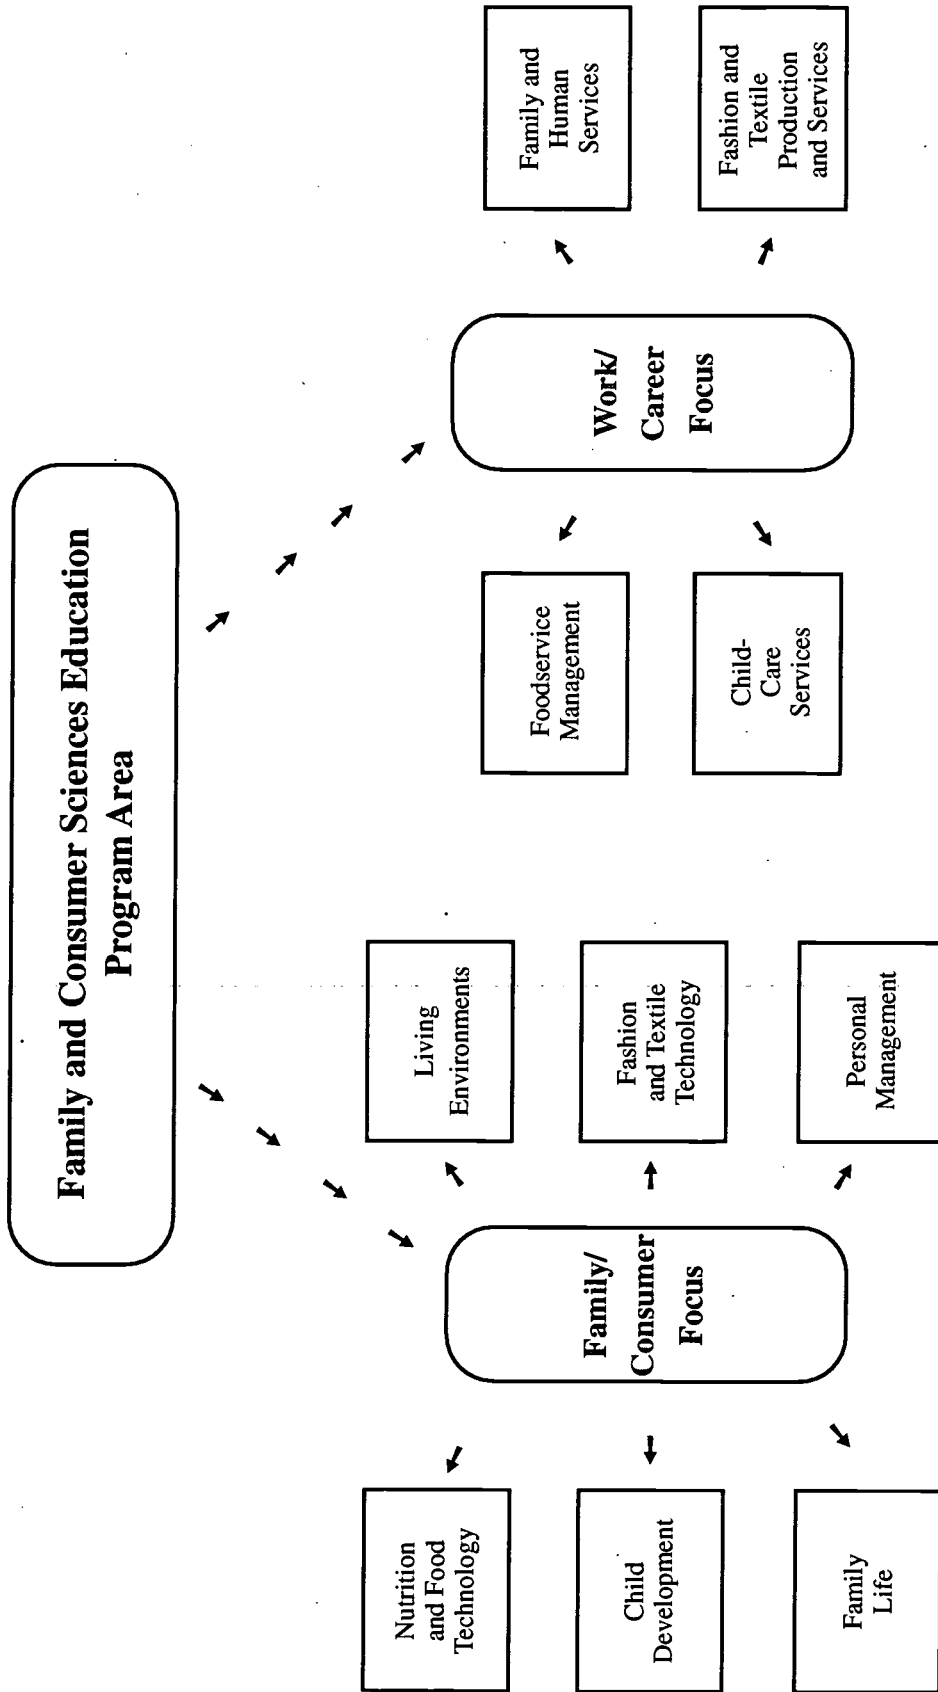 Family and Consumer Sciences Education
Program Area
Family/
Consumer
Focus
Nutrition
and Food
Technology
Child
Development
Family
Life
Living
Environments
Fashion
and Textile
Technology
Personal
Management
Work/
Career
Focus
Foodservice
Management
Child-
Care
Services
Family and
Human
Services
Fashion and
Textile
Production
and Services